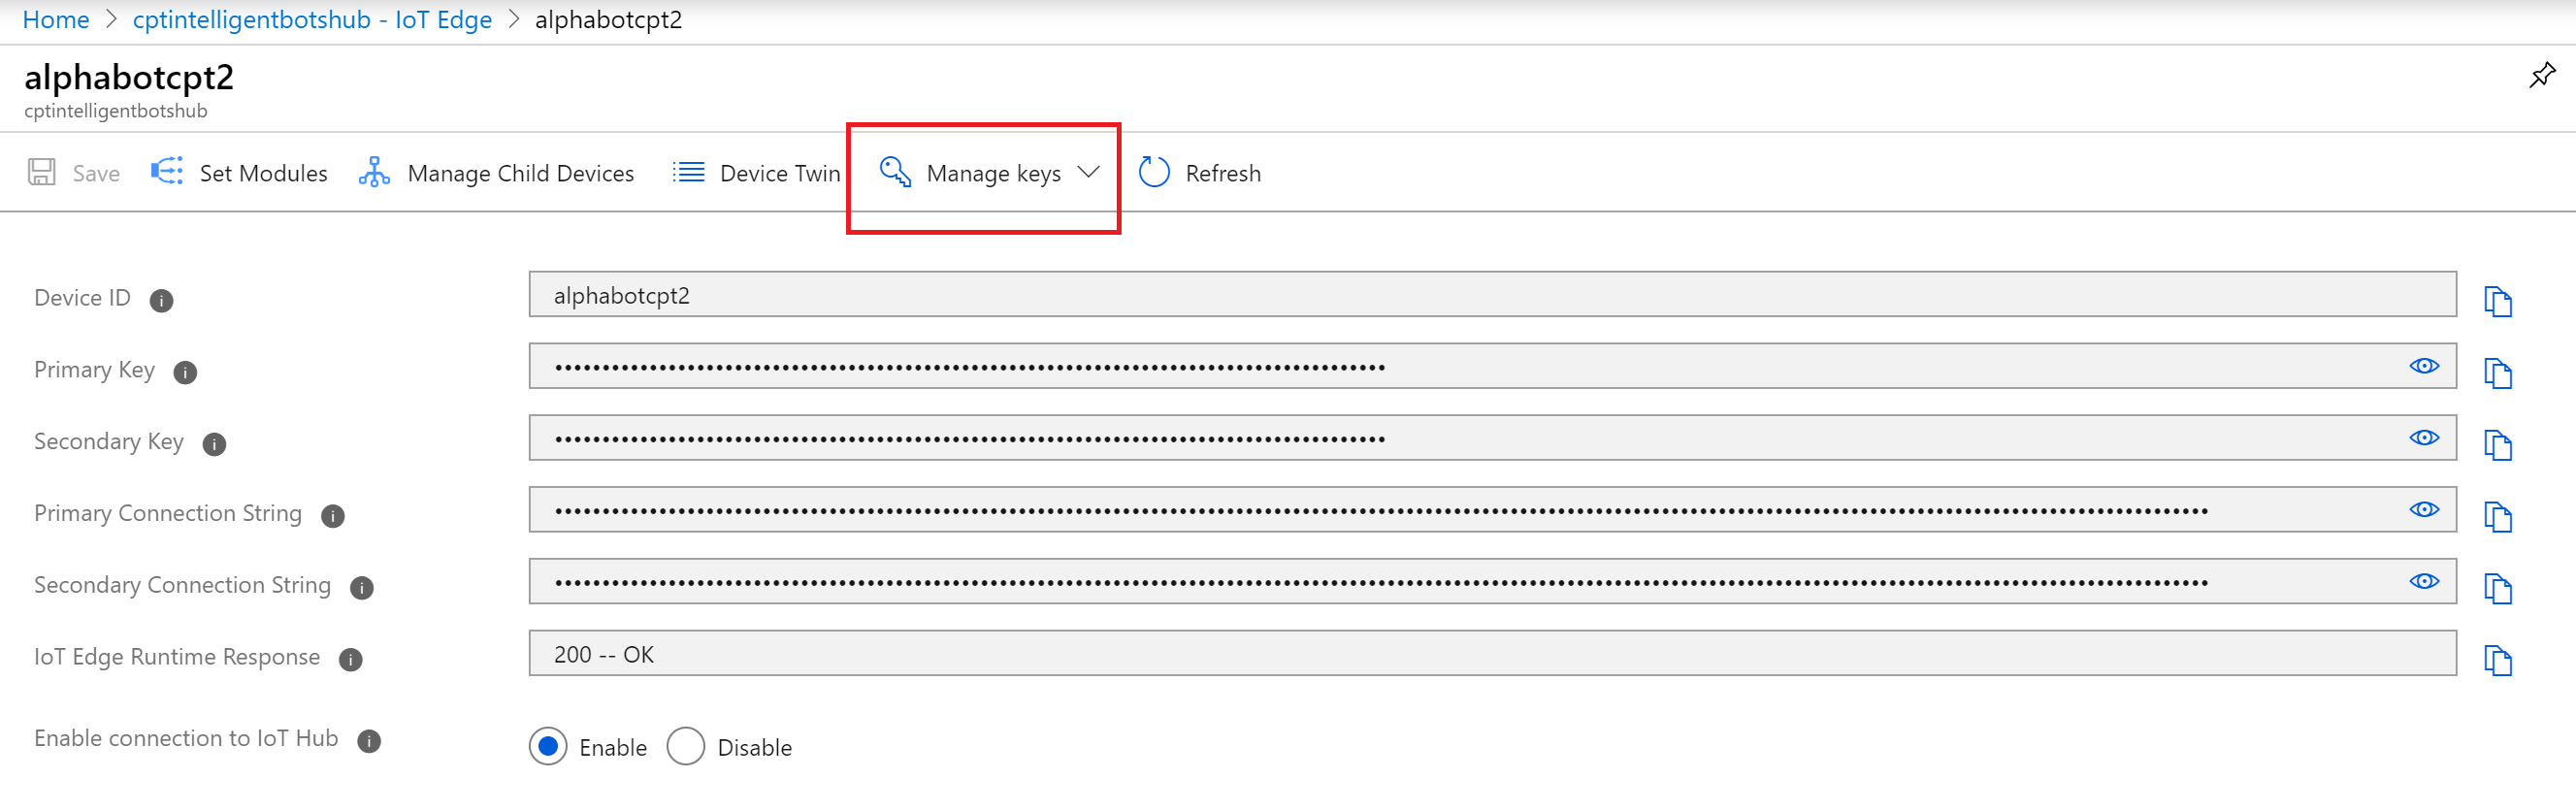 Home > cptintelligentbotshub - IoT Edge > alphabotcpt2
alphabotcpt2
cptintelligentbotshub
Save Set Modules Manage Child Devices Device Twin Manage keys Refresh
Device ID alphabotcpt2
Primary Key
Secondary Key
Primary Connection String
Secondary Connection String
IoT Edge Runtime Response 200 -- OK
Enable connection to IoT Hub Enable Disable